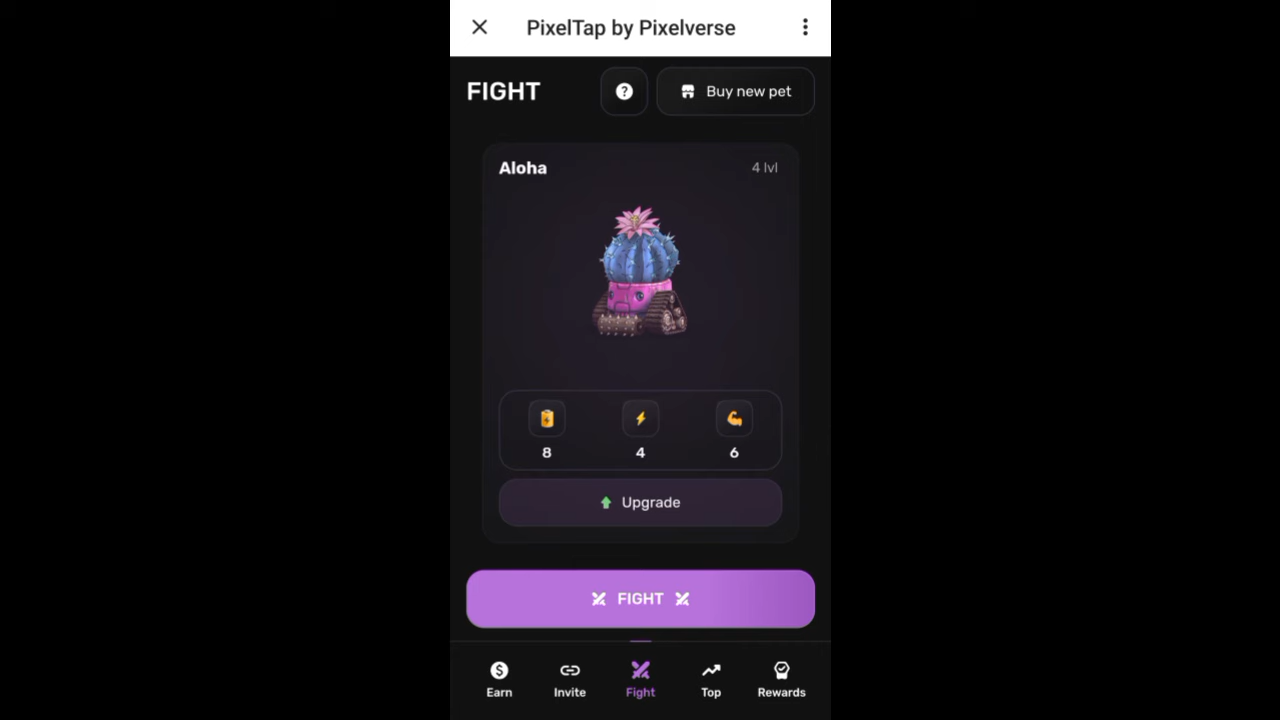 PixelTap by Pixelverse
FIGHT
Buy new pet
Aloha
4 lvl
8
4
6
Upgrade
FIGHT
Earn
Invite
Fight
Top
Rewards